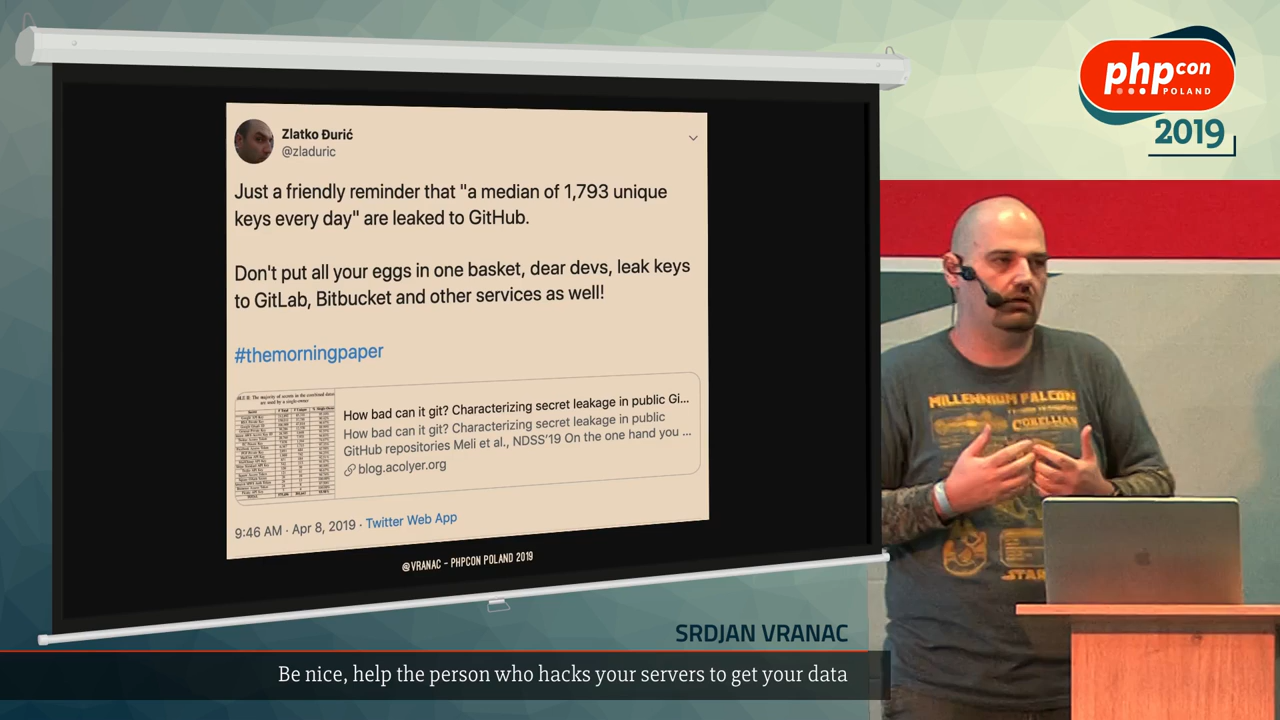 phpcon
POLAND
2019
Zlatko Đurić
@zladuric
Just a friendly reminder that "a median of 1,793 unique
keys every day" are leaked to GitHub.
Don't put all your eggs in one basket, dear devs, leak keys
to GitLab, Bitbucket and other services as well!
#themorningpaper
How bad can it git? Characterizing secret leakage in public Gi...
How bad can it git? Characterizing secret leakage in public
GitHub repositories Meli et al., NDSS'19 On the one hand you ...
blog.acolyer.org
9:46 AM · Apr 8, 2019 · Twitter Web App
@VRANAC - PHPCON POLAND 2019
MILLENNIUM FALCON
CORELLIAN
STAR
SRDJAN VRANAC
Be nice, help the person who hacks your servers to get your data